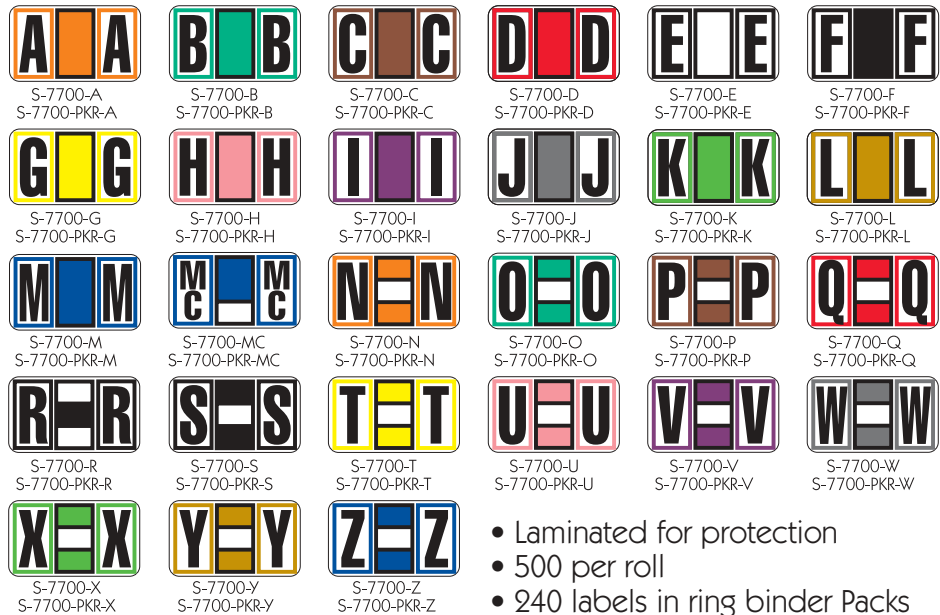 A A B B C C D D E E F F
S-7700-A S-7700-B S-7700-C S-7700-D S-7700-E S-7700-F
S-7700-PKR-A S-7700-PKR-B S-7700-PKR-C S-7700-PKR-D S-7700-PKR-E S-7700-PKR-F
G G H H I I J J K K L L
S-7700-G S-7700-H S-7700-I S-7700-J S-7700-K S-7700-L
S-7700-PKR-G S-7700-PKR-H S-7700-PKR-I S-7700-PKR-J S-7700-PKR-K S-7700-PKR-L
M M MC MC N N O O P P Q Q
S-7700-M S-7700-MC S-7700-N S-7700-O S-7700-P S-7700-Q
S-7700-PKR-M S-7700-PKR-MC S-7700-PKR-N S-7700-PKR-O S-7700-PKR-P S-7700-PKR-Q
R R S S T T U U V V W W
S-7700-R S-7700-S S-7700-T S-7700-U S-7700-V S-7700-W
S-7700-PKR-R S-7700-PKR-S S-7700-PKR-T S-7700-PKR-U S-7700-PKR-V S-7700-PKR-W
X X Y Y Z Z
S-7700-X S-7700-Y S-7700-Z
S-7700-PKR-X S-7700-PKR-Y S-7700-PKR-Z
• Laminated for protection
• 500 per roll
• 240 labels in ring binder Packs